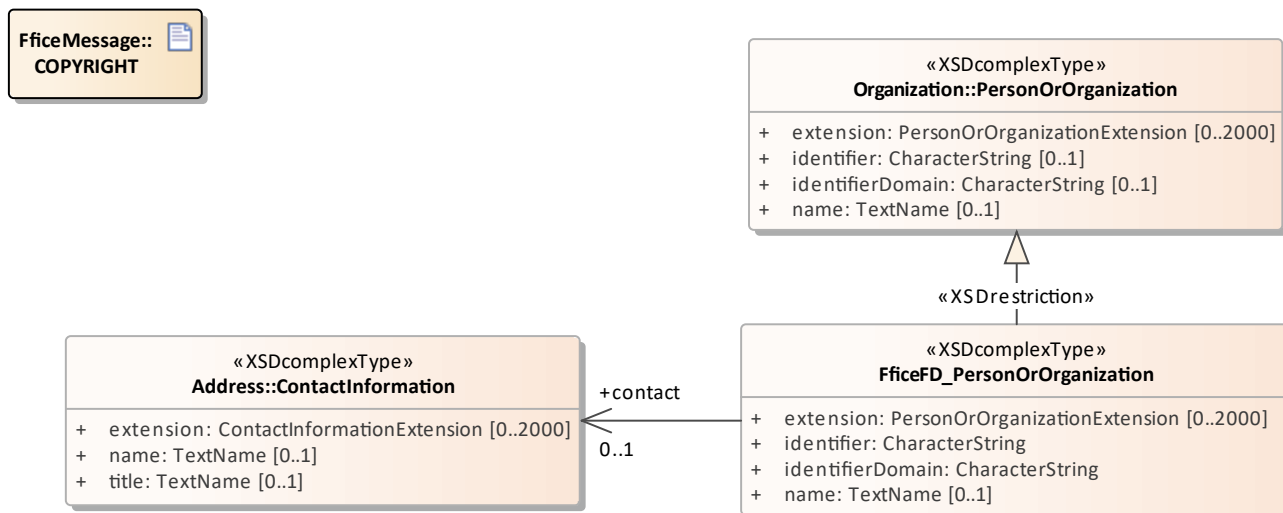 FficeMessage::
COPYRIGHT
«XSDcomplexType»
Organization::PersonOrOrganization
+ extension: PersonOrOrganizationExtension [0..2000]
+ identifier: CharacterString [0..1]
+ identifierDomain: CharacterString [0..1]
+ name: TextName [0..1]
«XSDrestriction»
«XSDcomplexType»
Address::ContactInformation
+ extension: ContactInformationExtension [0..2000]
+ name: TextName [0..1]
+ title: TextName [0..1]
+contact
0..1
«XSDcomplexType»
FficeFD_PersonOrOrganization
+ extension: PersonOrOrganizationExtension [0..2000]
+ identifier: CharacterString
+ identifierDomain: CharacterString
+ name: TextName [0..1]